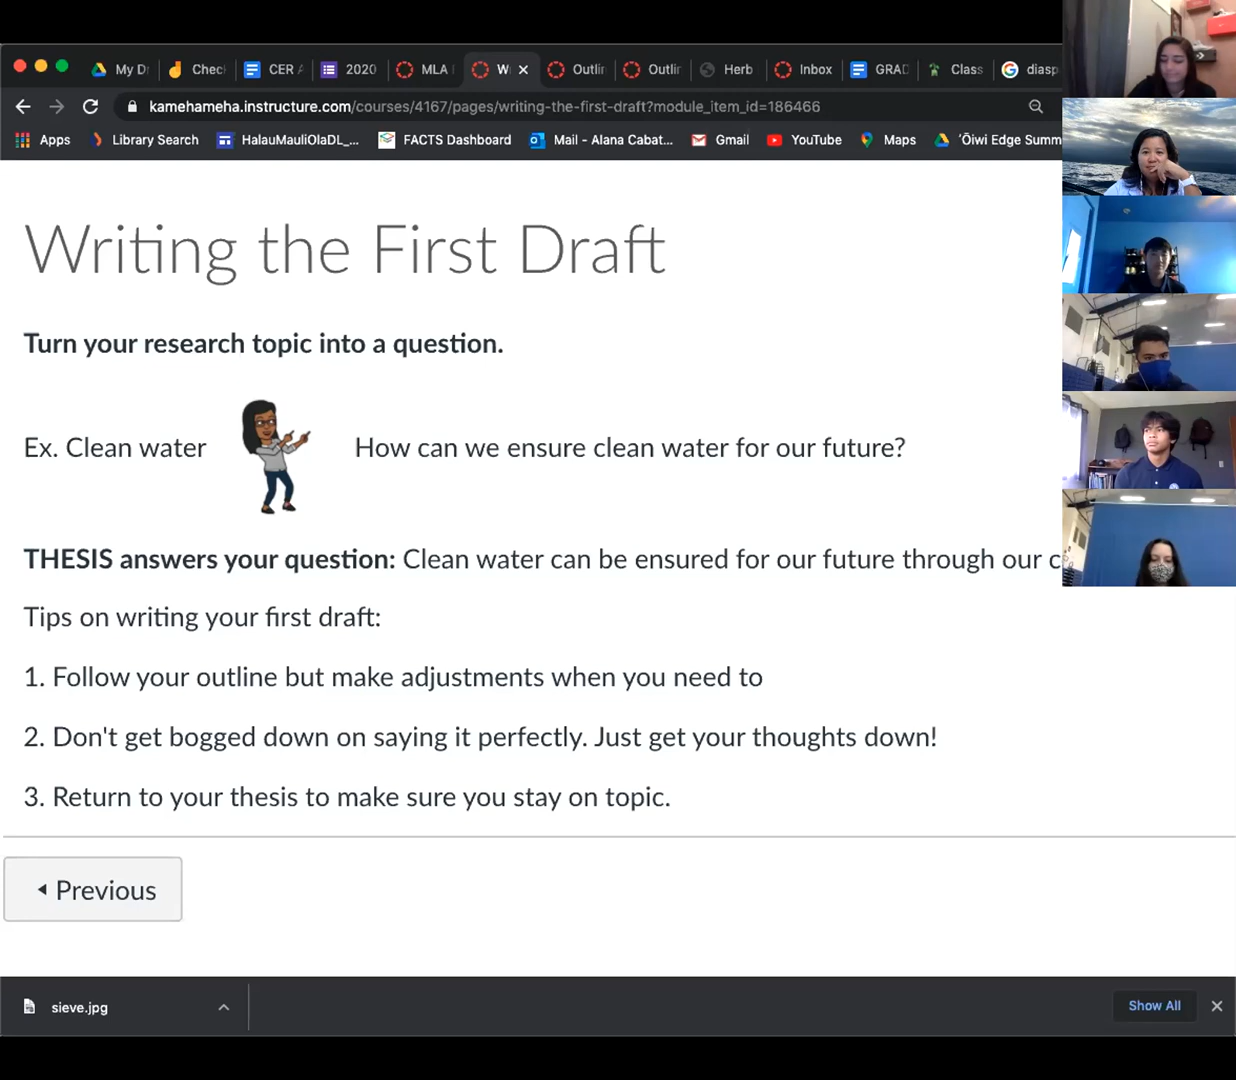 My D
Chec
CER A
2020
MLA
W
Outlin
Outlin
Herb
Inbox
GRAD
Class
diasp
kamehameha.instructure.com/courses/4167/pages/writing-the-first-draft?module_item_id=186466
Apps
Library Search
HalauMauliOlaDL_...
FACTS Dashboard
Mail - Alana Cabat...
Gmail
YouTube
Maps
ʻŌiwi Edge Summ
Writing the First Draft
Turn your research topic into a question.
Ex. Clean water How can we ensure clean water for our future?
THESIS answers your question: Clean water can be ensured for our future through our c
Tips on writing your first draft:
1. Follow your outline but make adjustments when you need to
2. Don't get bogged down on saying it perfectly. Just get your thoughts down!
3. Return to your thesis to make sure you stay on topic.
Previous
sieve.jpg
Show All